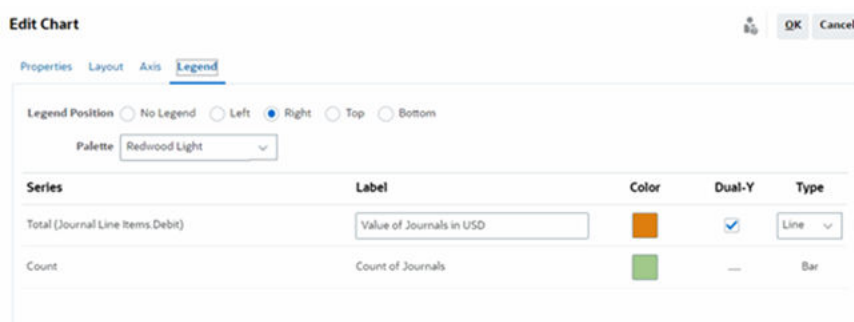 Edit Chart
OK Cancel
Properties Layout Axis Legend
Legend Position No Legend Left Right Top Bottom
Palette Redwood Light
Series Label Color Dual-Y Type
Total (Journal Line Items.Debit) Value of Journals in USD Line
Count Count of Journals — Bar